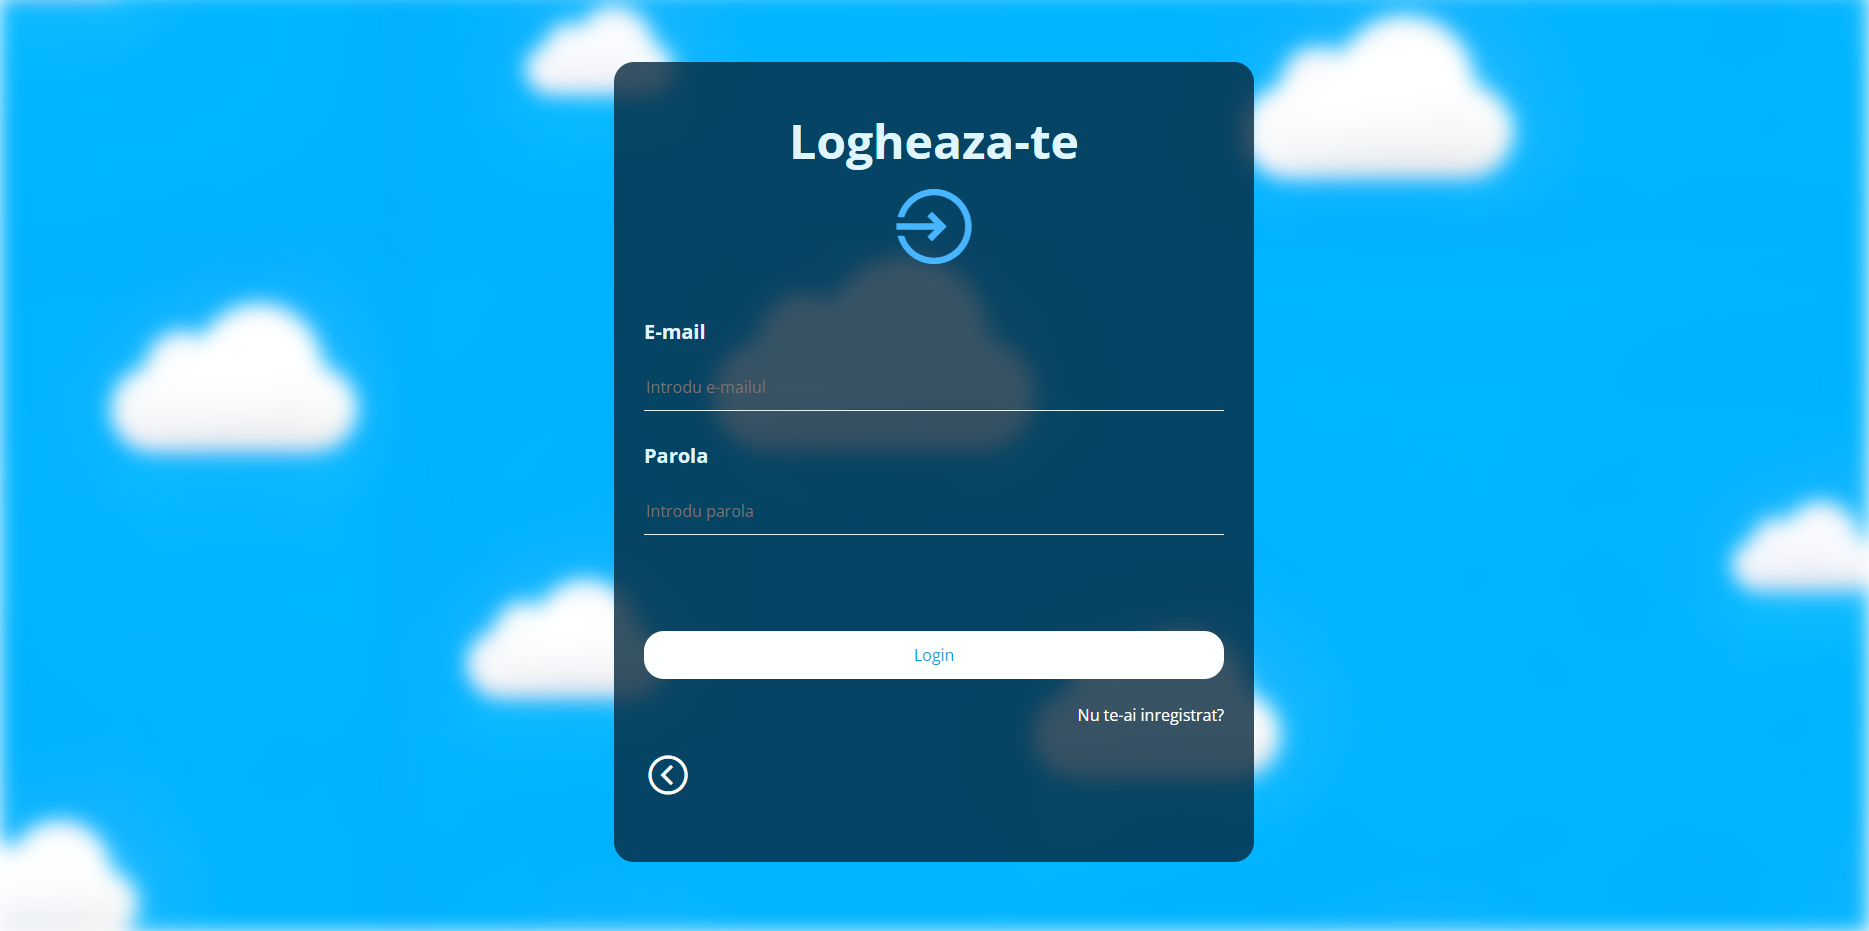 Logheaza-te
E-mail
Introdu e-mailul
Parola
Introdu parola
Login
Nu te-ai inregistrat?